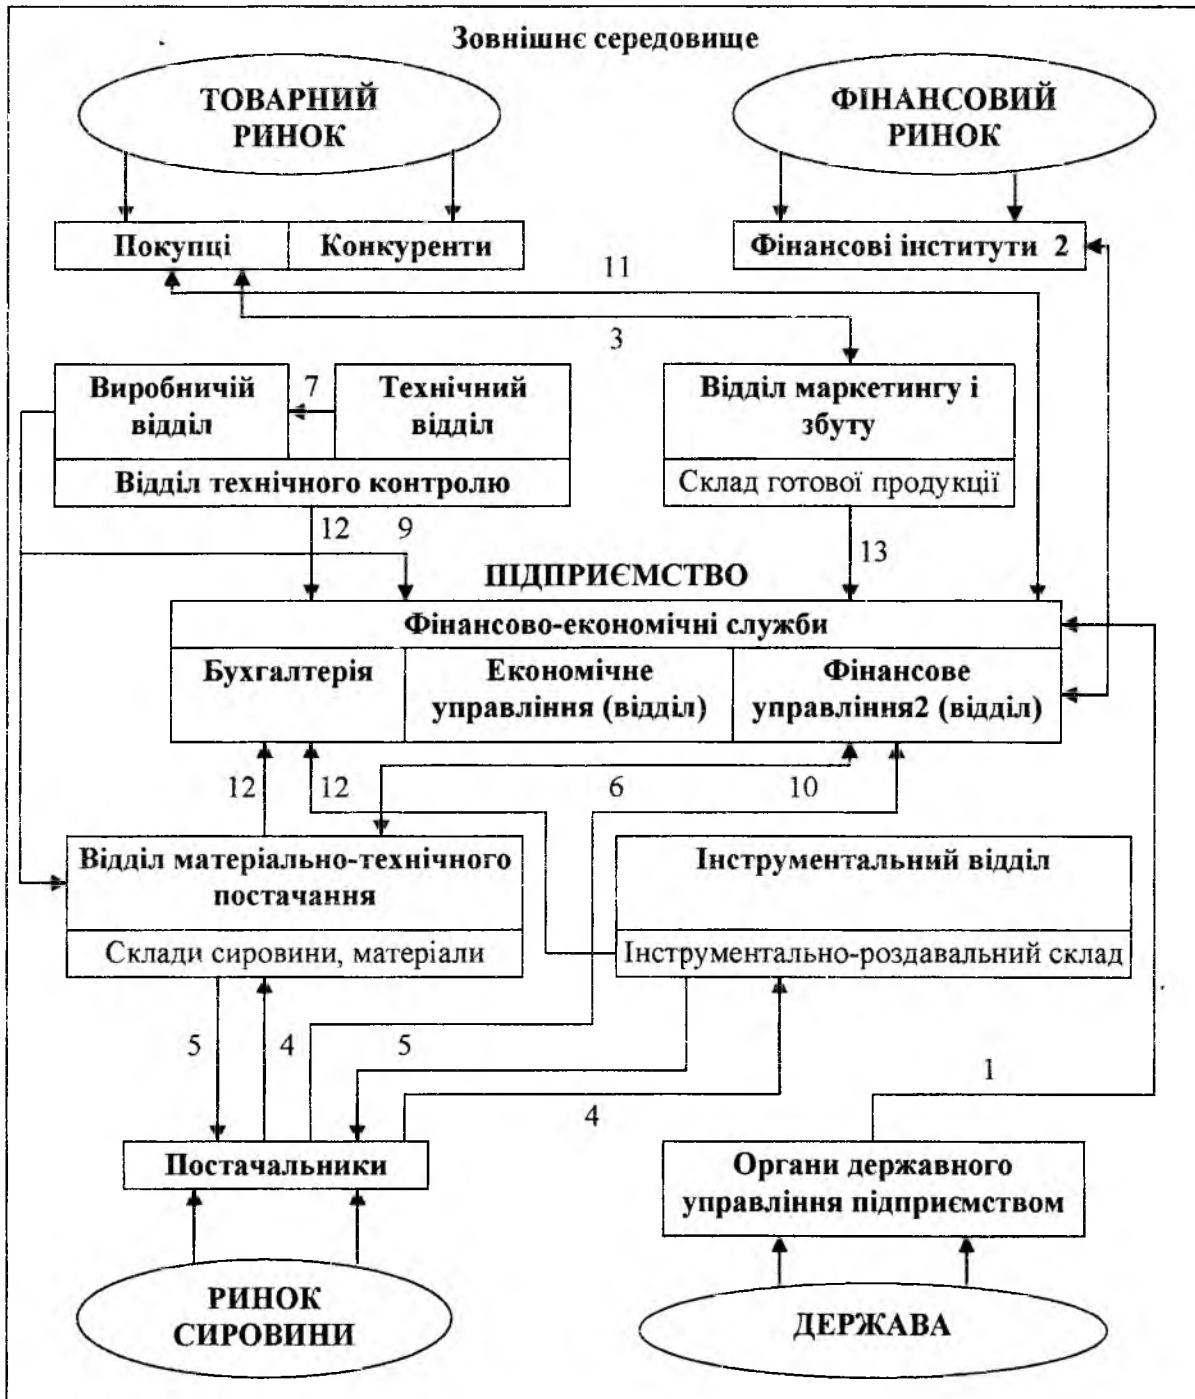 Зовнішнє середовище
ТОВАРНИЙ
РИНОК
ФІНАНСОВИЙ
РИНОК
Покупці
Конкуренти
Фінансові інститути 2
11
3
Виробничій
відділ
7
Технічний
відділ
Відділ маркетингу і
збуту
Відділ технічного контролю
Склад готової продукції
12
9
13
ПІДПРИЄМСТВО
Фінансово-економічні служби
Бухгалтерія
Економічне
управління (відділ)
Фінансове
управління2 (відділ)
12
12
6
10
Відділ матеріально-технічного
постачання
Інструментальний відділ
Склади сировини, матеріали
Інструментально-роздавальний склад
5
4
5
1
4
Постачальники
Органи державного
управління підприємством
РИНОК
СИРОВИНИ
ДЕРЖАВА